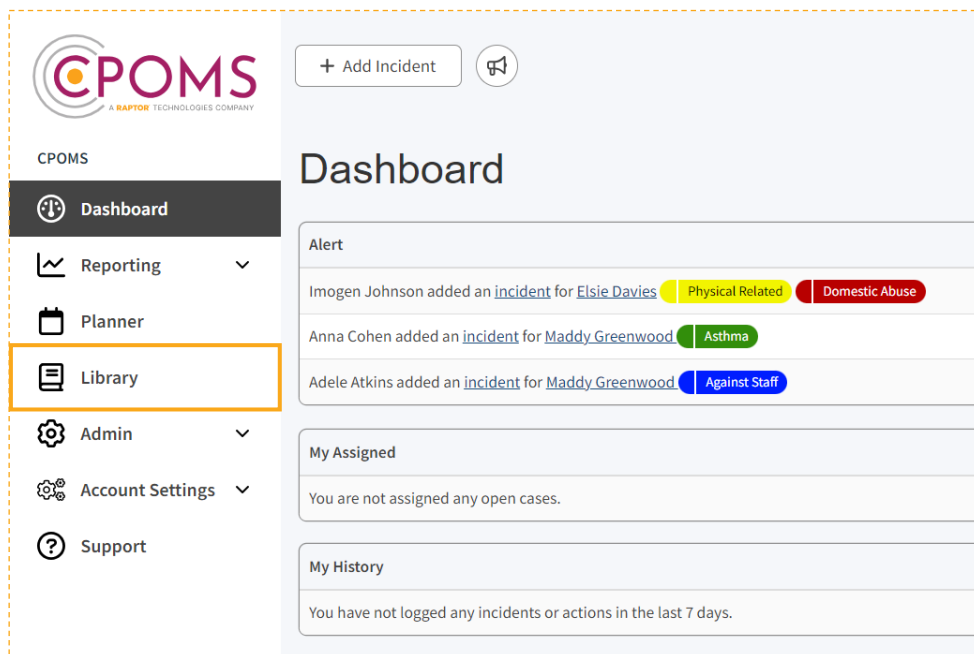 CPOMS
A RAPTOR TECHNOLOGIES COMPANY
+ Add Incident
CPOMS
Dashboard
Reporting
Planner
Library
Admin
Account Settings
Support
Dashboard
Alert
Imogen Johnson added an incident for Elsie Davies Physical Related Domestic Abuse
Anna Cohen added an incident for Maddy Greenwood Asthma
Adele Atkins added an incident for Maddy Greenwood Against Staff
My Assigned
You are not assigned any open cases.
My History
You have not logged any incidents or actions in the last 7 days.